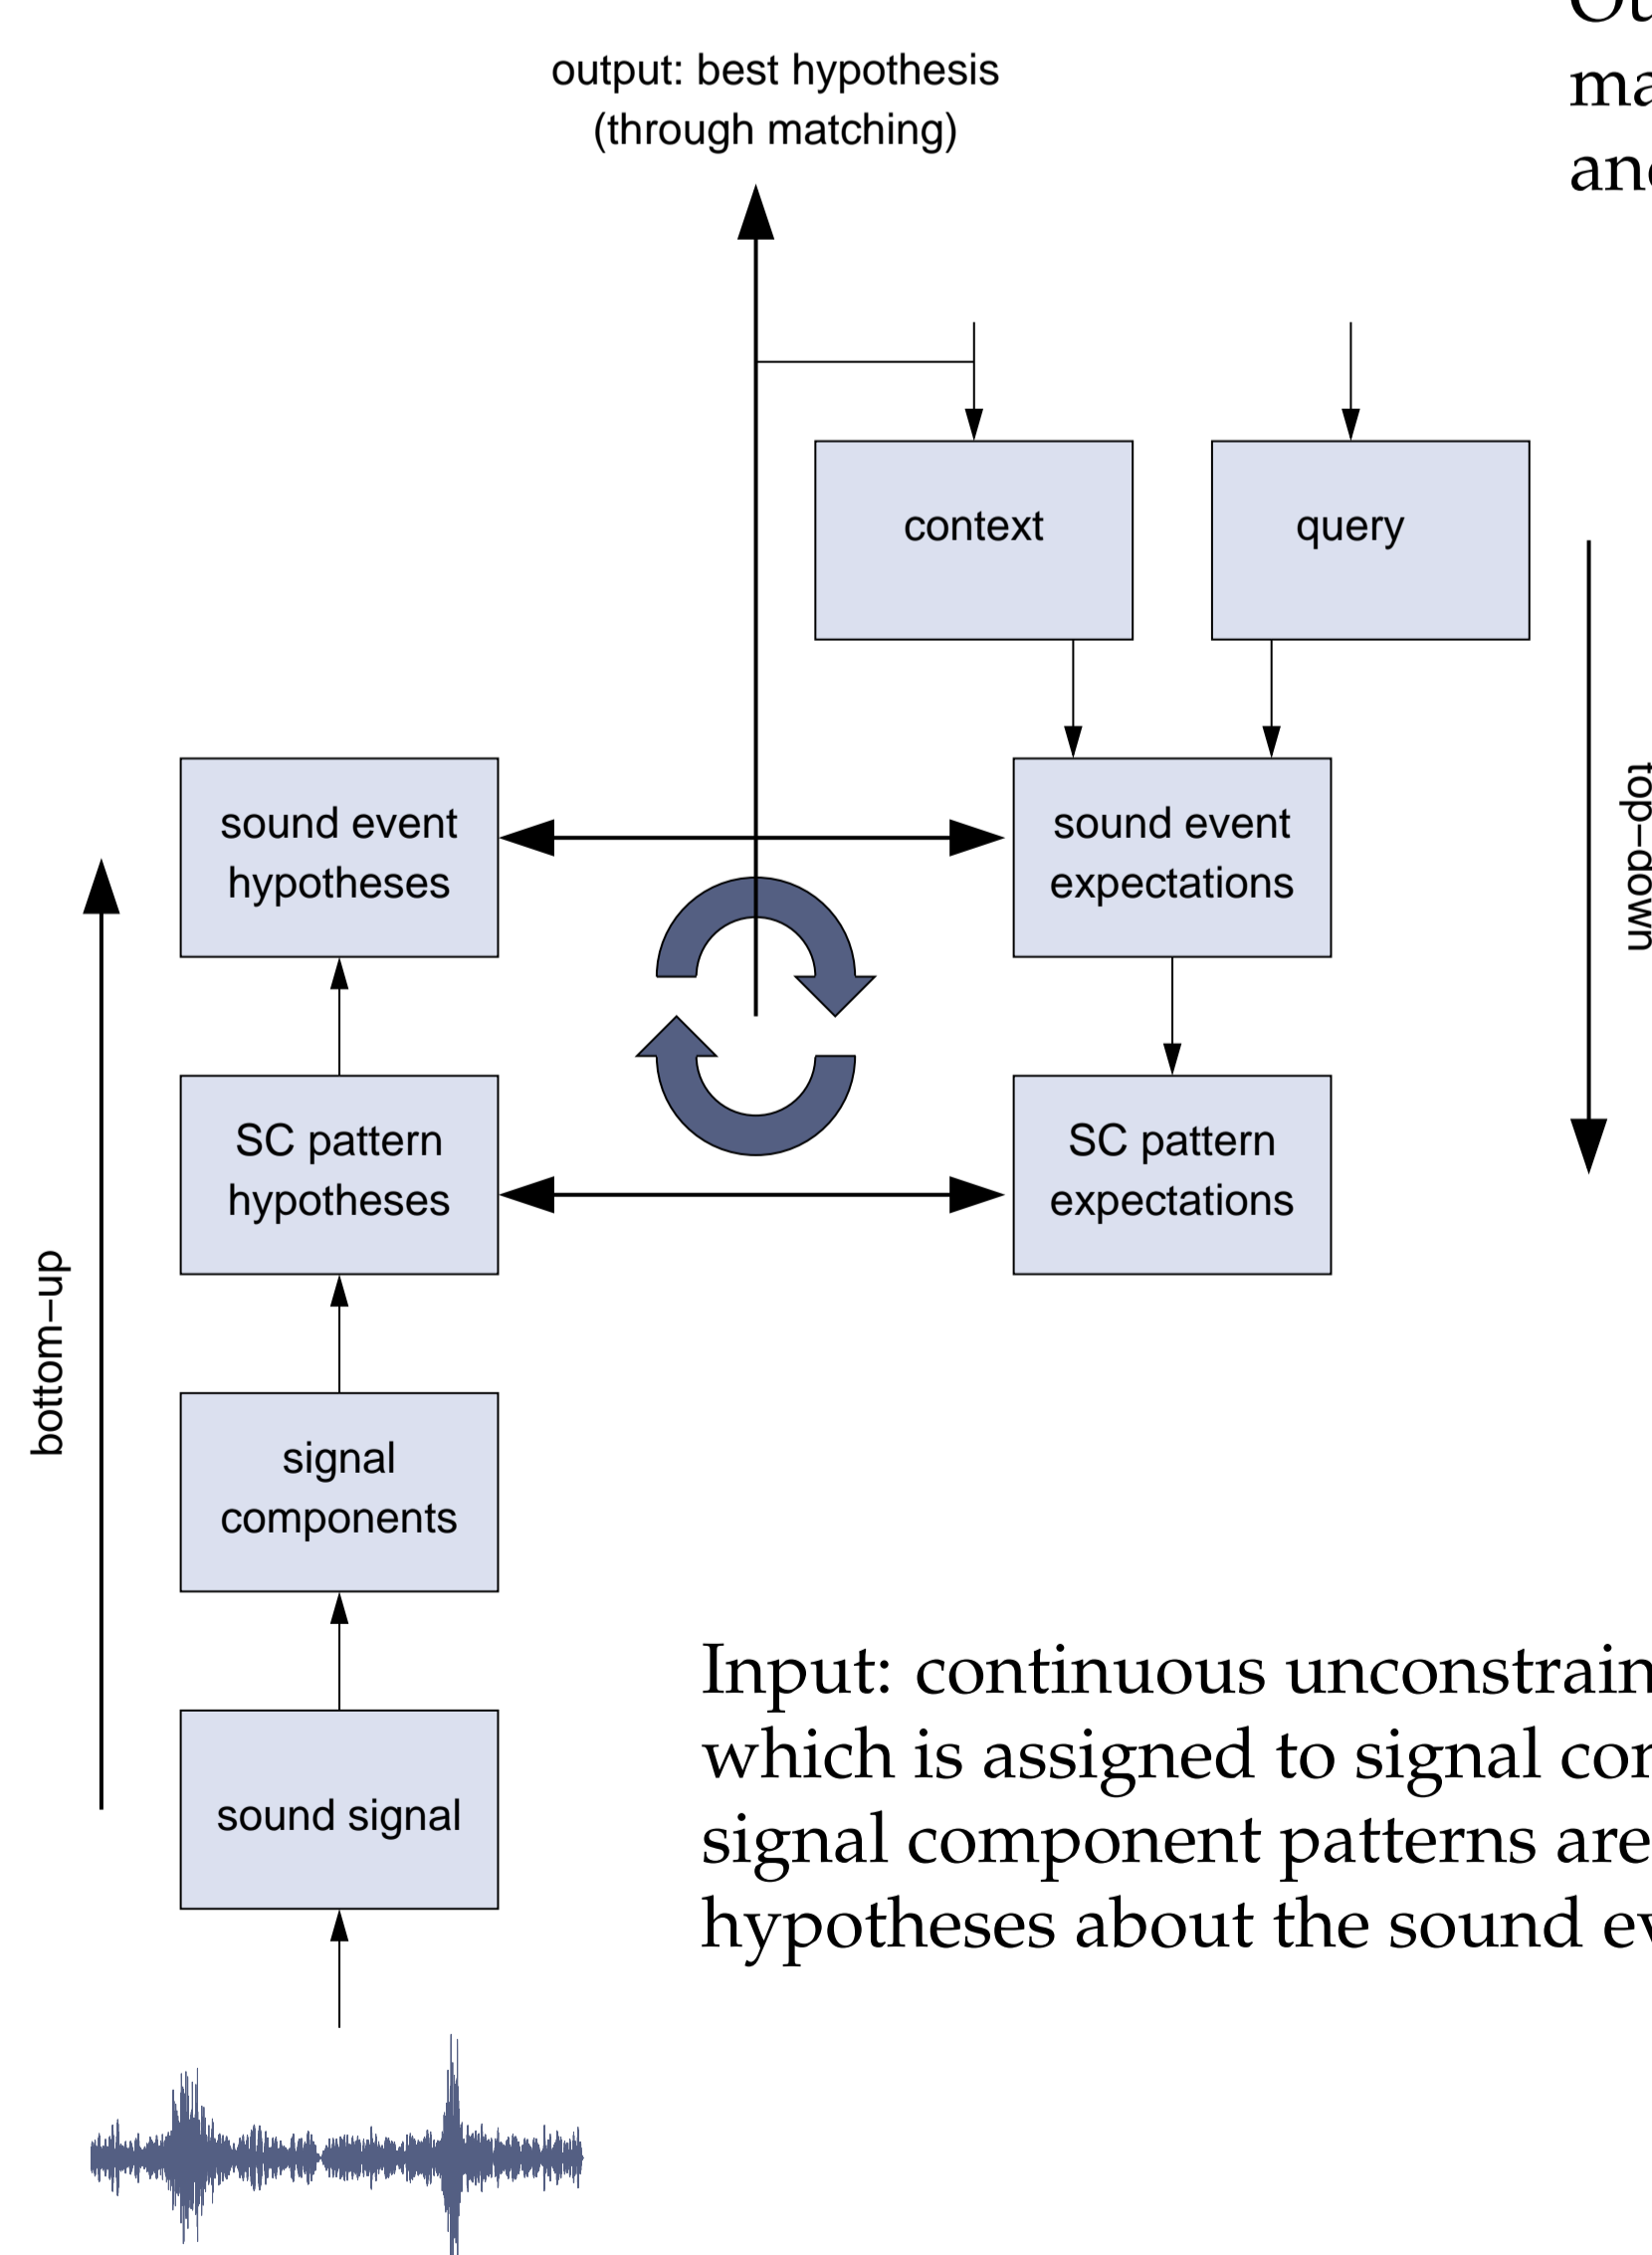 output: best hypothesis
(through matching)
context
query
sound event
hypotheses
sound event
expectations
top–down
SC pattern
hypotheses
SC pattern
expectations
bottom–up
signal
components
sound signal
Input: continuous
which is assigned to signal
signal component patterns are
hypotheses about the sound